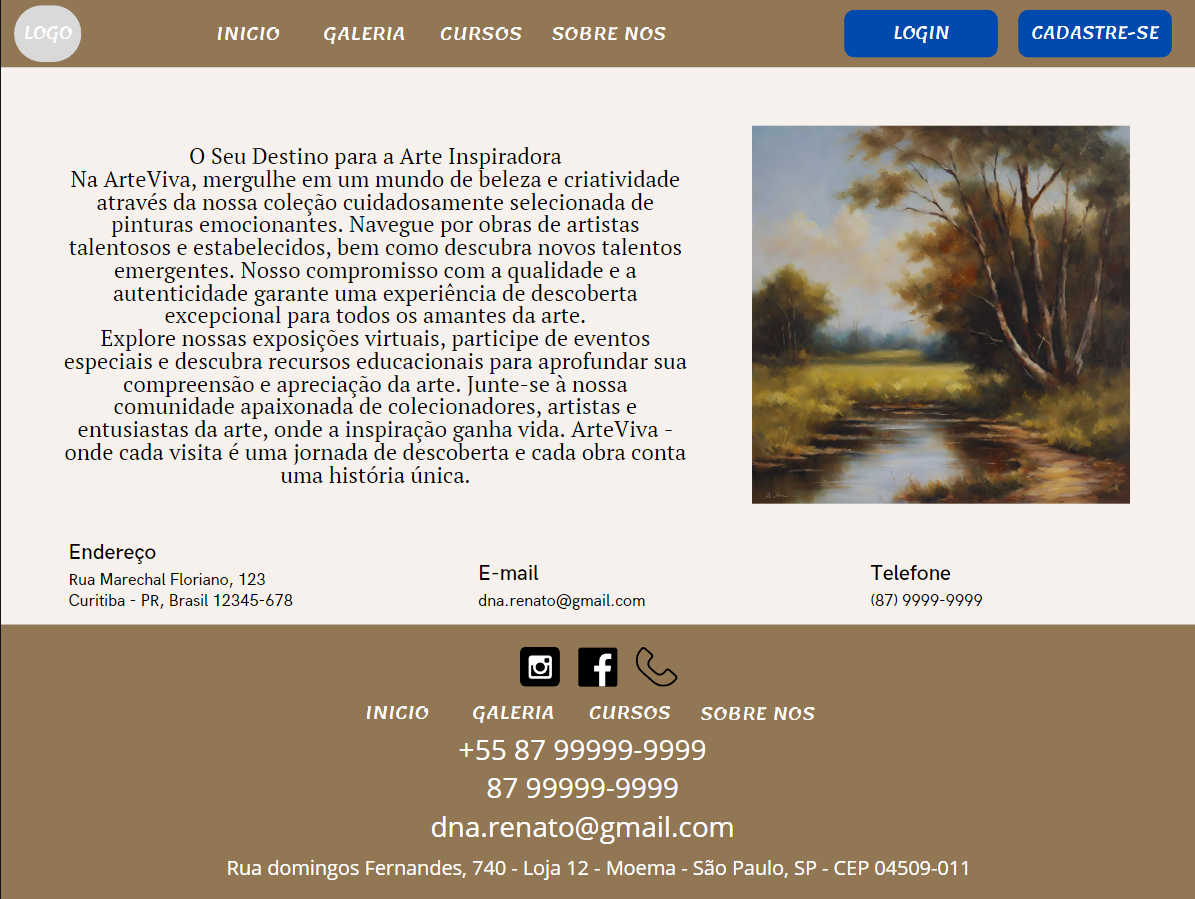 LOGO
INICIO GALERIA CURSOS SOBRE NOS LOGIN CADASTRE-SE
O Seu Destino para a Arte Inspiradora
Na ArteViva, mergulhe em um mundo de beleza e criatividade
através da nossa coleção cuidadosamente selecionada de
pinturas emocionantes. Navegue por obras de artistas
talentosos e estabelecidos, bem como descubra novos talentos
emergentes. Nosso compromisso com a qualidade e a
autenticidade garante uma experiência de descoberta
excepcional para todos os amantes da arte.
Explore nossas exposições virtuais, participe de eventos
especiais e descubra recursos educacionais para aprofundar sua
compreensão e apreciação da arte. Junte-se à nossa
comunidade apaixonada de colecionadores, artistas e
entusiastas da arte, onde a inspiração ganha vida. ArteViva -
onde cada visita é uma jornada de descoberta e cada obra conta
uma história única.
Endereço
Rua Marechal Floriano, 123
Curitiba - PR, Brasil 12345-678
E-mail
dna.renato@gmail.com
Telefone
(87) 9999-9999
INICIO GALERIA CURSOS SOBRE NOS
+55 87 99999-9999
87 99999-9999
dna.renato@gmail.com
Rua domingos Fernandes, 740 - Loja 12 - Moema - São Paulo, SP - CEP 04509-011